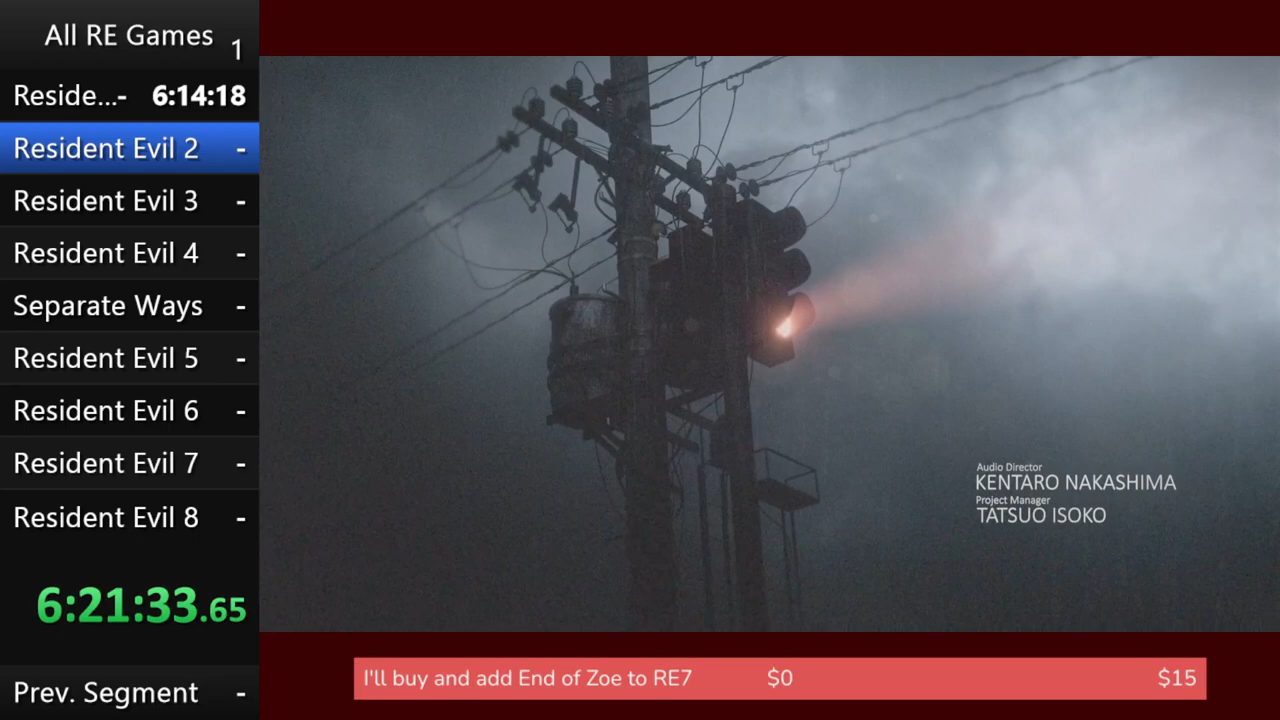 All RE Games
1
Reside...- 6:14:18
Resident Evil 2 -
Resident Evil 3 -
Resident Evil 4 -
Separate Ways -
Resident Evil 5 -
Resident Evil 6 -
Resident Evil 7 -
Resident Evil 8 -
6:21:33.65
Prev. Segment -
Audio Director
KENTARO NAKASHIMA
Project Manager
TATSUO ISOKO
I'll buy and add End of Zoe to RE7 $0 $15